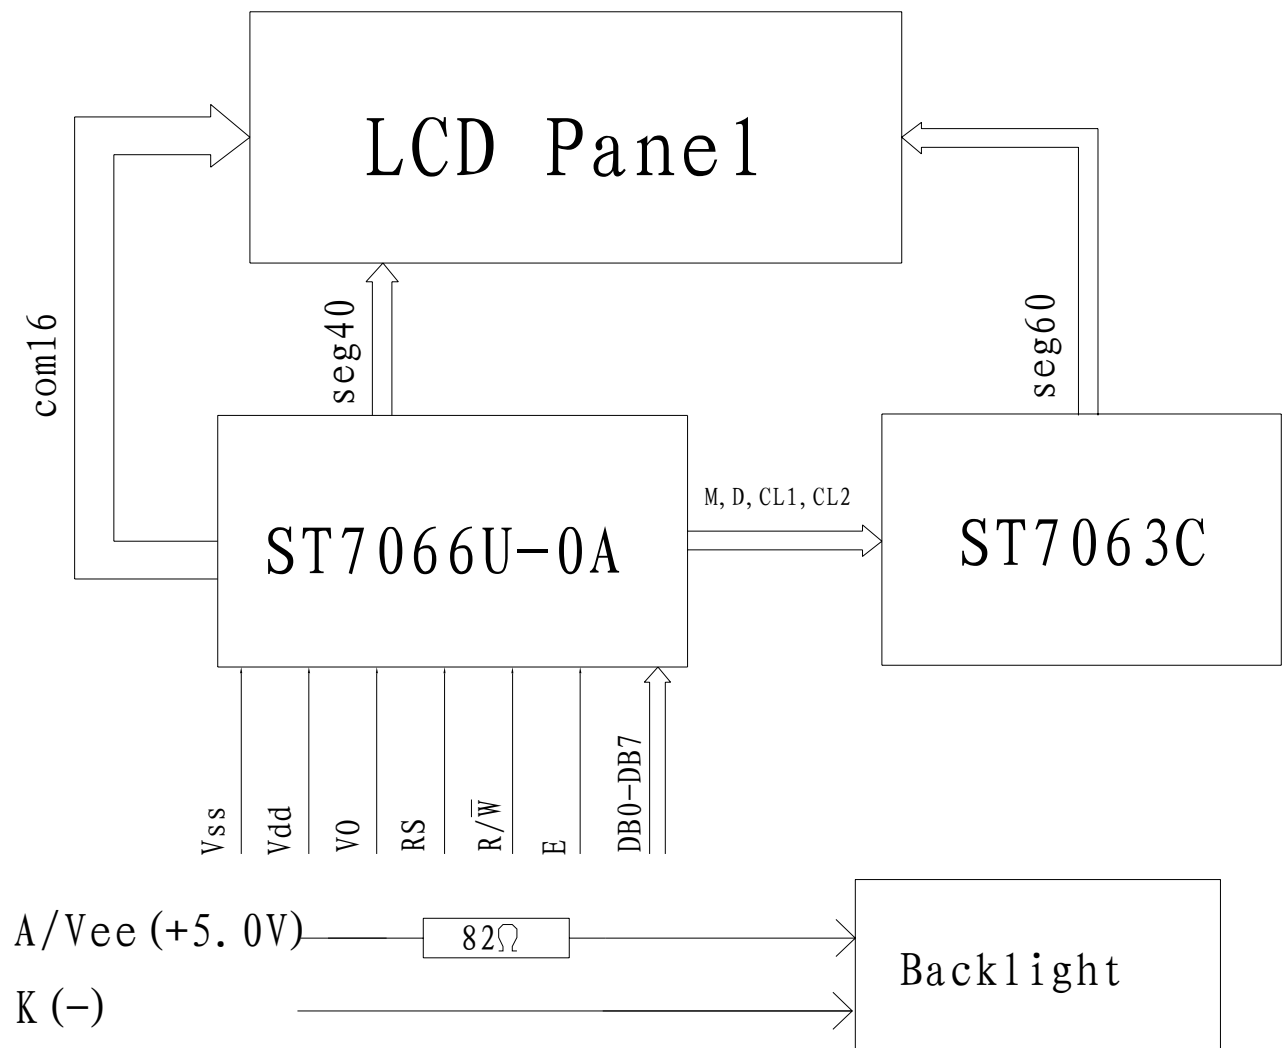 LCD Panel
com16
seg40
seg60
M, D, CL1, CL2
ST7066U-0A
ST7063C
Vss
Vdd
V0
RS
R/W̅
E
DB0-DB7
A/Vee(+5.0V)
82Ω
K(-)
Backlight